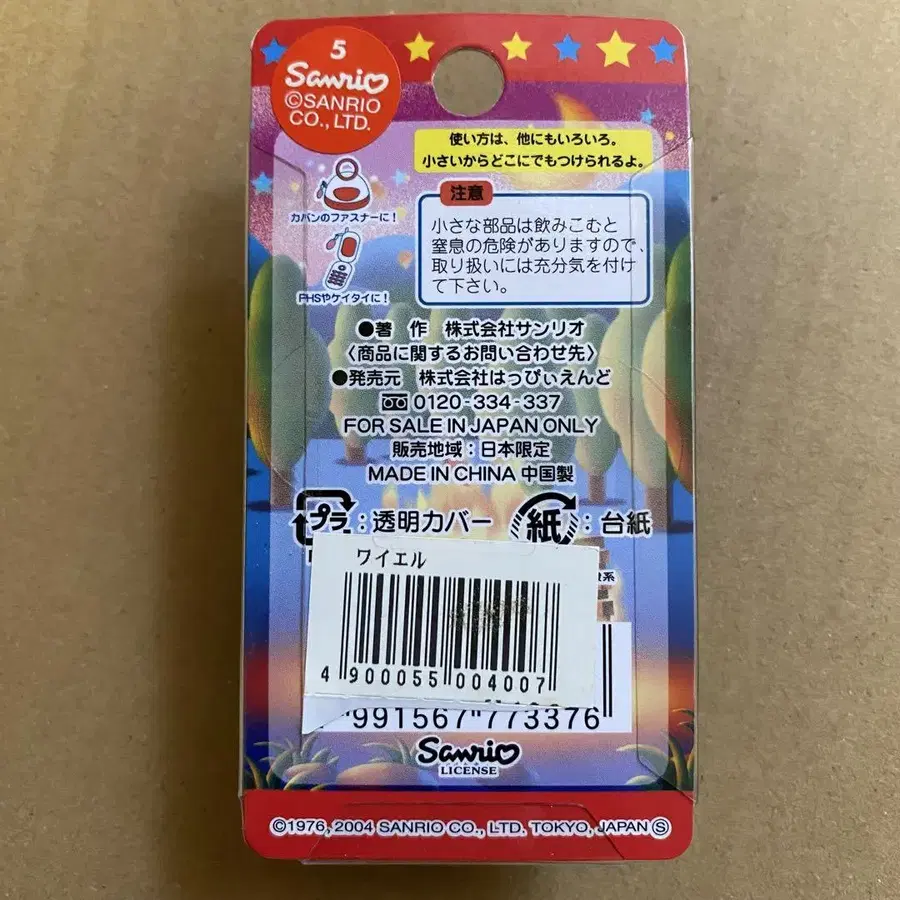 5
Sanrio
©SANRIO
CO., LTD.
使い方は、他にもいろいろ。
小さいからどこにでもつけられるよ。
カバンのファスナーに!
PHSやケイタイに!
注意
小さな部品は飲みこむと
窒息の危険がありますので、
取り扱いには充分気を付け
て下さい。
●著 作 株式会社サンリオ
〈商品に関するお問い合わせ先〉
●発売元 株式会社はっぴぃえんど
0120-334-337
FOR SALE IN JAPAN ONLY
販売地域:日本限定
MADE IN CHINA 中国製
プラ:透明カバー 紙:台紙
ワイエル
4 900055 004007
991567 773376
Sanrio
LICENSE
©1976, 2004 SANRIO CO., LTD. TOKYO, JAPAN Ⓢ